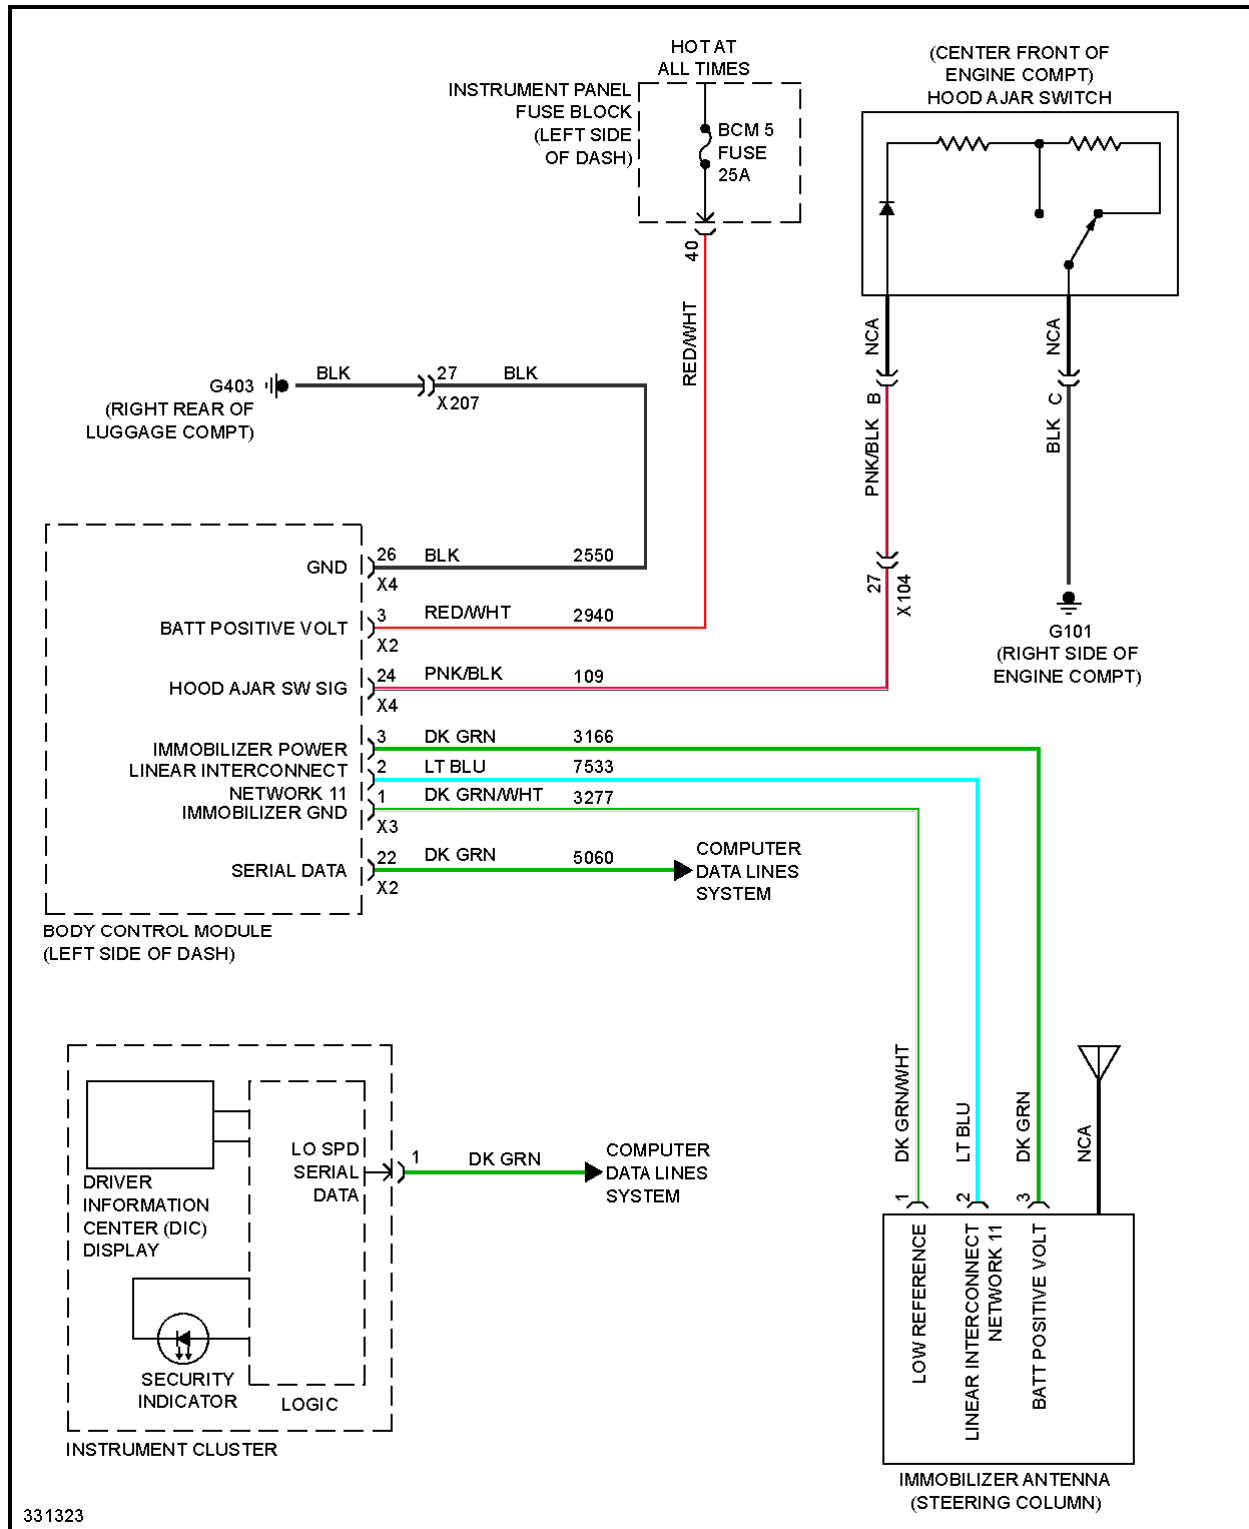 HOT AT
ALL TIMES
INSTRUMENT PANEL
FUSE BLOCK
(LEFT SIDE
OF DASH)
BCM 5
FUSE
25A
40
RED/WHT
(CENTER FRONT OF
ENGINE COMPT)
HOOD AJAR SWITCH
NCA
NCA
B
C
PNK/BLK
BLK
27
X104
G101
(RIGHT SIDE OF
ENGINE COMPT)
G403
(RIGHT REAR OF
LUGGAGE COMPT)
BLK
27
X207
BLK
GND
26
X4
BLK
2550
BATT POSITIVE VOLT
3
X2
RED/WHT
2940
HOOD AJAR SW SIG
24
X4
PNK/BLK
109
IMMOBILIZER POWER
3
DK GRN
3166
LINEAR INTERCONNECT
NETWORK 11
2
LT BLU
7533
IMMOBILIZER GND
1
X3
DK GRN/WHT
3277
SERIAL DATA
22
X2
DK GRN
5060
COMPUTER
DATA LINES
SYSTEM
BODY CONTROL MODULE
(LEFT SIDE OF DASH)
DRIVER
INFORMATION
CENTER (DIC)
DISPLAY
LO SPD
SERIAL
DATA
1
DK GRN
COMPUTER
DATA LINES
SYSTEM
SECURITY
INDICATOR
LOGIC
INSTRUMENT CLUSTER
DK GRN/WHT
LT BLU
DK GRN
NCA
1
2
3
LOW REFERENCE
LINEAR INTERCONNECT
NETWORK 11
BATT POSITIVE VOLT
IMMOBILIZER ANTENNA
(STEERING COLUMN)
331323